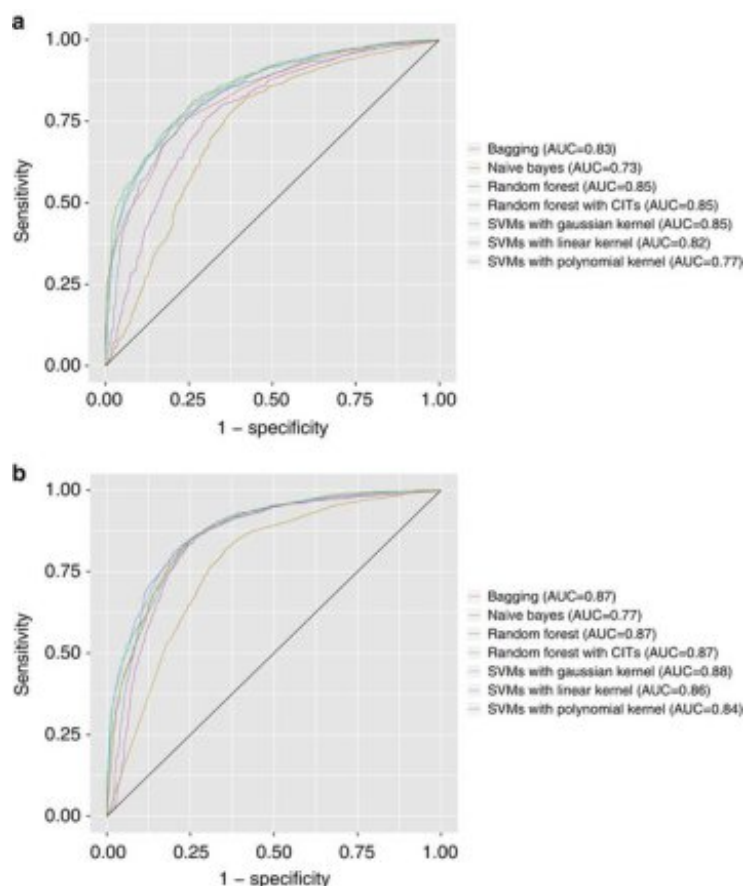 a
1.00
0.75
0.50
0.25
0.00
Sensitivity
0.00 0.25 0.50 0.75 1.00
1 − specificity
Bagging (AUC=0.83)
Naive bayes (AUC=0.73)
Random forest (AUC=0.85)
Random forest with CITs (AUC=0.85)
SVMs with gaussian kernel (AUC=0.85)
SVMs with linear kernel (AUC=0.82)
SVMs with polynomial kernel (AUC=0.77)
b
1.00
0.75
0.50
0.25
0.00
Sensitivity
0.00 0.25 0.50 0.75 1.00
1 − specificity
Bagging (AUC=0.87)
Naive bayes (AUC=0.77)
Random forest (AUC=0.87)
Random forest with CITs (AUC=0.87)
SVMs with gaussian kernel (AUC=0.88)
SVMs with linear kernel (AUC=0.86)
SVMs with polynomial kernel (AUC=0.84)